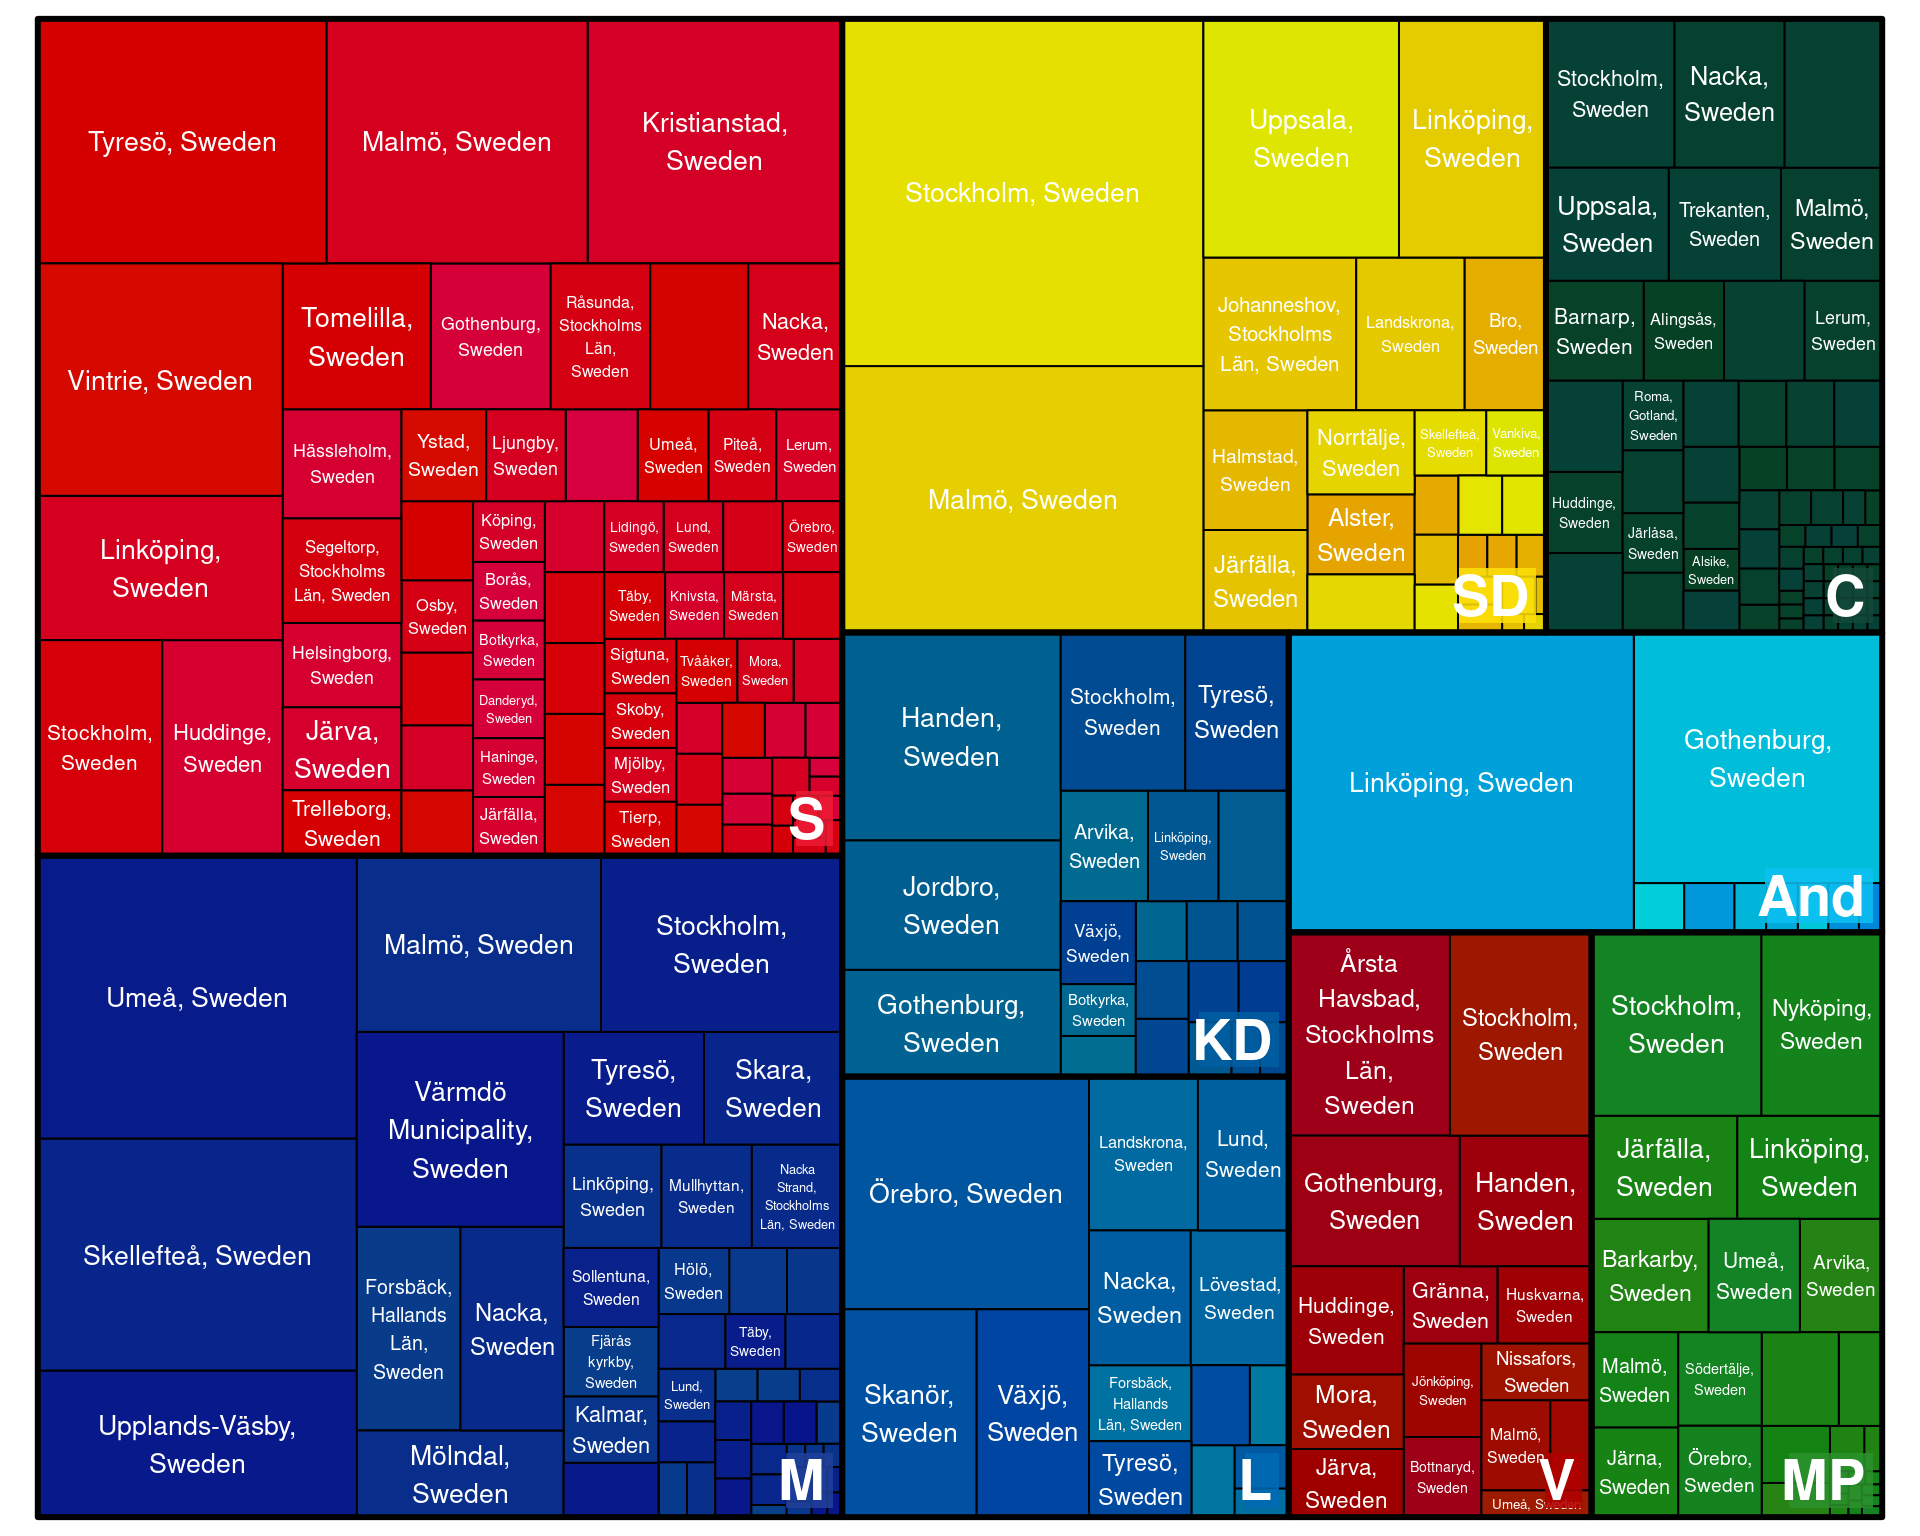 Tyresö, Sweden
Malmö, Sweden
Kristianstad,
Sweden
Vintrie, Sweden
Tomelilla,
Sweden
Gothenburg,
Sweden
Råsunda,
Stockholms
Län,
Sweden
Nacka,
Sweden
Hässleholm,
Sweden
Ystad,
Sweden
Ljungby,
Sweden
Umeå,
Sweden
Piteå,
Sweden
Lerum,
Sweden
Linköping,
Sweden
Segeltorp,
Stockholms
Län, Sweden
Köping,
Sweden
Lidingö,
Sweden
Lund,
Sweden
Örebro,
Sweden
Borås,
Sweden
Osby,
Sweden
Täby,
Sweden
Knivsta,
Sweden
Märsta,
Sweden
Helsingborg,
Sweden
Botkyrka,
Sweden
Sigtuna,
Sweden
Tvååker,
Sweden
Mora,
Sweden
Stockholm,
Sweden
Huddinge,
Sweden
Järva,
Sweden
Danderyd,
Sweden
Skoby,
Sweden
Haninge,
Sweden
Mjölby,
Sweden
Trelleborg,
Sweden
Järfälla,
Sweden
Tierp,
Sweden
S
Stockholm, Sweden
Uppsala,
Sweden
Linköping,
Sweden
Malmö, Sweden
Johanneshov,
Stockholms
Län, Sweden
Landskrona,
Sweden
Bro,
Sweden
Halmstad,
Sweden
Norrtälje,
Sweden
Skellefteå,
Sweden
Vankiva,
Sweden
Alster,
Sweden
Järfälla,
Sweden
SD
Stockholm,
Sweden
Nacka,
Sweden
Uppsala,
Sweden
Trekanten,
Sweden
Malmö,
Sweden
Barnarp,
Sweden
Alingsås,
Sweden
Lerum,
Sweden
Roma,
Gotland,
Sweden
Huddinge,
Sweden
Järlåsa,
Sweden
Alsike,
Sweden
C
Umeå, Sweden
Malmö, Sweden
Stockholm,
Sweden
Värmdö
Municipality,
Sweden
Tyresö,
Sweden
Skara,
Sweden
Skellefteå, Sweden
Linköping,
Sweden
Mullhyttan,
Sweden
Nacka
Strand,
Stockholms
Län, Sweden
Forsbäck,
Hallands
Län,
Sweden
Nacka,
Sweden
Sollentuna,
Sweden
Hölö,
Sweden
Fjärås
kyrkby,
Sweden
Täby,
Sweden
Lund,
Sweden
Upplands-Väsby,
Sweden
Kalmar,
Sweden
Mölndal,
Sweden
M
Handen,
Sweden
Stockholm,
Sweden
Tyresö,
Sweden
Arvika,
Sweden
Linköping,
Sweden
Jordbro,
Sweden
Växjö,
Sweden
Gothenburg,
Sweden
Botkyrka,
Sweden
KD
Linköping, Sweden
Gothenburg,
Sweden
And
Örebro, Sweden
Landskrona,
Sweden
Lund,
Sweden
Nacka,
Sweden
Lövestad,
Sweden
Skanör,
Sweden
Växjö,
Sweden
Forsbäck,
Hallands
Län, Sweden
Tyresö,
Sweden
L
Årsta
Havsbad,
Stockholms
Län,
Sweden
Stockholm,
Sweden
Gothenburg,
Sweden
Handen,
Sweden
Huddinge,
Sweden
Gränna,
Sweden
Huskvarna,
Sweden
Mora,
Sweden
Jönköping,
Sweden
Nissafors,
Sweden
Malmö,
Sweden
Järva,
Sweden
Bottnaryd,
Sweden
Umeå, Sweden
V
Stockholm,
Sweden
Nyköping,
Sweden
Järfälla,
Sweden
Linköping,
Sweden
Barkarby,
Sweden
Umeå,
Sweden
Arvika,
Sweden
Malmö,
Sweden
Södertälje,
Sweden
Järna,
Sweden
Örebro,
Sweden
MP